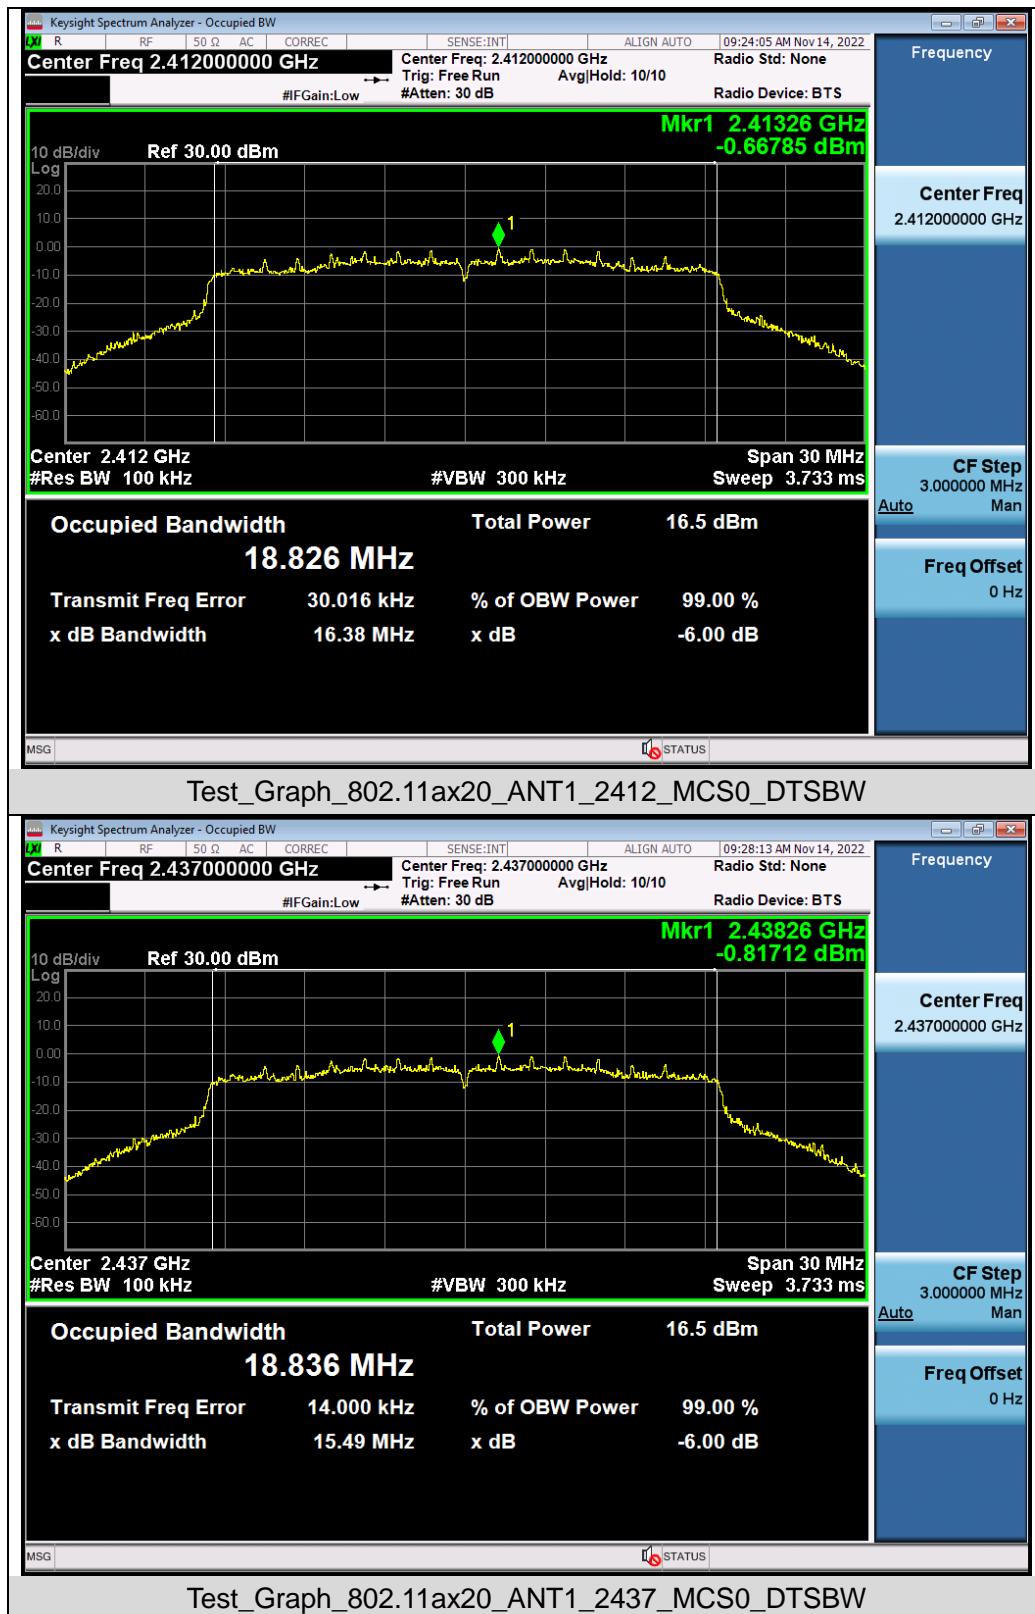 Keysight Spectrum Analyzer - Occupied BW
LXI R RF 50 Ω AC CORREC SENSE:INT ALIGN AUTO 09:24:05 AM Nov 14, 2022
Center Freq 2.412000000 GHz
Center Freq: 2.412000000 GHz Radio Std: None
Trig: Free Run Avg|Hold: 10/10
#IFGain:Low #Atten: 30 dB Radio Device: BTS
Frequency
Mkr1 2.41326 GHz
-0.66785 dBm
10 dB/div Ref 30.00 dBm
Log
20.0
10.0
0.00
-10.0
-20.0
-30.0
-40.0
-50.0
-60.0
1
Center Freq
2.412000000 GHz
Center 2.412 GHz Span 30 MHz
#Res BW 100 kHz #VBW 300 kHz Sweep 3.733 ms
CF Step
3.000000 MHz
Auto Man
Freq Offset
0 Hz
Occupied Bandwidth Total Power 16.5 dBm
18.826 MHz
Transmit Freq Error 30.016 kHz % of OBW Power 99.00 %
x dB Bandwidth 16.38 MHz x dB -6.00 dB
MSG STATUS
Test_Graph_802.11ax20_ANT1_2412_MCS0_DTSBW
Keysight Spectrum Analyzer - Occupied BW
LXI R RF 50 Ω AC CORREC SENSE:INT ALIGN AUTO 09:28:13 AM Nov 14, 2022
Center Freq 2.437000000 GHz
Center Freq: 2.437000000 GHz Radio Std: None
Trig: Free Run Avg|Hold: 10/10
#IFGain:Low #Atten: 30 dB Radio Device: BTS
Frequency
Mkr1 2.43826 GHz
-0.81712 dBm
10 dB/div Ref 30.00 dBm
Log
20.0
10.0
0.00
-10.0
-20.0
-30.0
-40.0
-50.0
-60.0
1
Center Freq
2.437000000 GHz
Center 2.437 GHz Span 30 MHz
#Res BW 100 kHz #VBW 300 kHz Sweep 3.733 ms
CF Step
3.000000 MHz
Auto Man
Freq Offset
0 Hz
Occupied Bandwidth Total Power 16.5 dBm
18.836 MHz
Transmit Freq Error 14.000 kHz % of OBW Power 99.00 %
x dB Bandwidth 15.49 MHz x dB -6.00 dB
MSG STATUS
Test_Graph_802.11ax20_ANT1_2437_MCS0_DTSBW